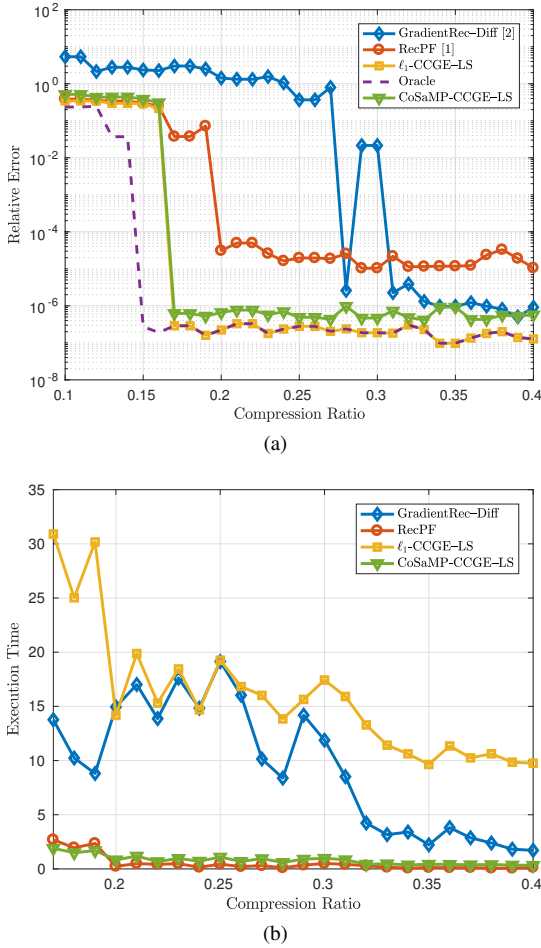 10^2
10^0
10^-2
10^-4
10^-6
10^-8
Relative Error
GradientRec-Diff [2]
RecPF [1]
ℓ₁-CCGE-LS
Oracle
CoSaMP-CCGE-LS
0.1 0.15 0.2 0.25 0.3 0.35 0.4
Compression Ratio
(a)
35
30
25
20
15
10
5
0
Execution Time
GradientRec-Diff
RecPF
ℓ₁-CCGE-LS
CoSaMP-CCGE-LS
0.2 0.25 0.3 0.35 0.4
Compression Ratio
(b)